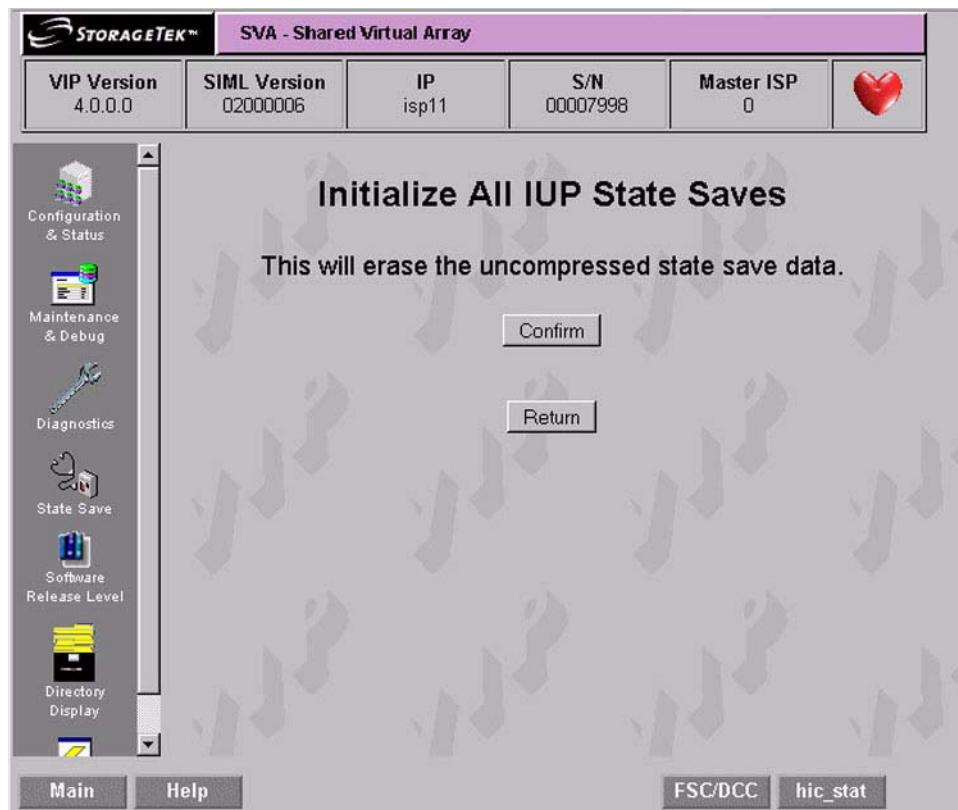 STORAGETEK™
SVA - Shared Virtual Array
VIP Version
4.0.0.0
SIML Version
02000006
IP
isp11
S/N
00007998
Master ISP
0
Configuration
& Status
Maintenance
& Debug
Diagnostics
State Save
Software
Release Level
Directory
Display
Initialize All IUP State Saves
This will erase the uncompressed state save data.
Confirm
Return
Main
Help
FSC/DCC
hic_stat